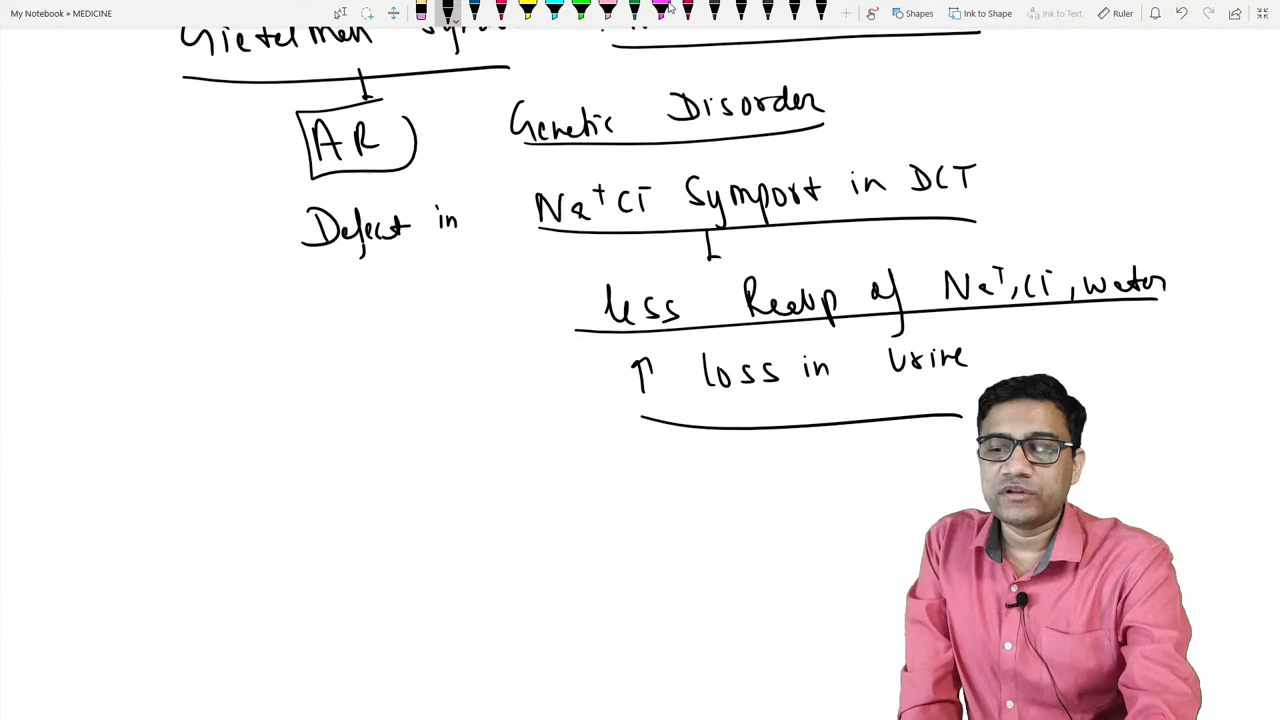 My Notebook » MEDICINE
Shapes
Ink to Shape
Ink to Text
Ruler
Gietelman
AR
Genetic Disorder
Defect in Na⁺Cl⁻ Symport in DCT
less Reabp of Na⁺, Cl⁻, water
↑ loss in urine